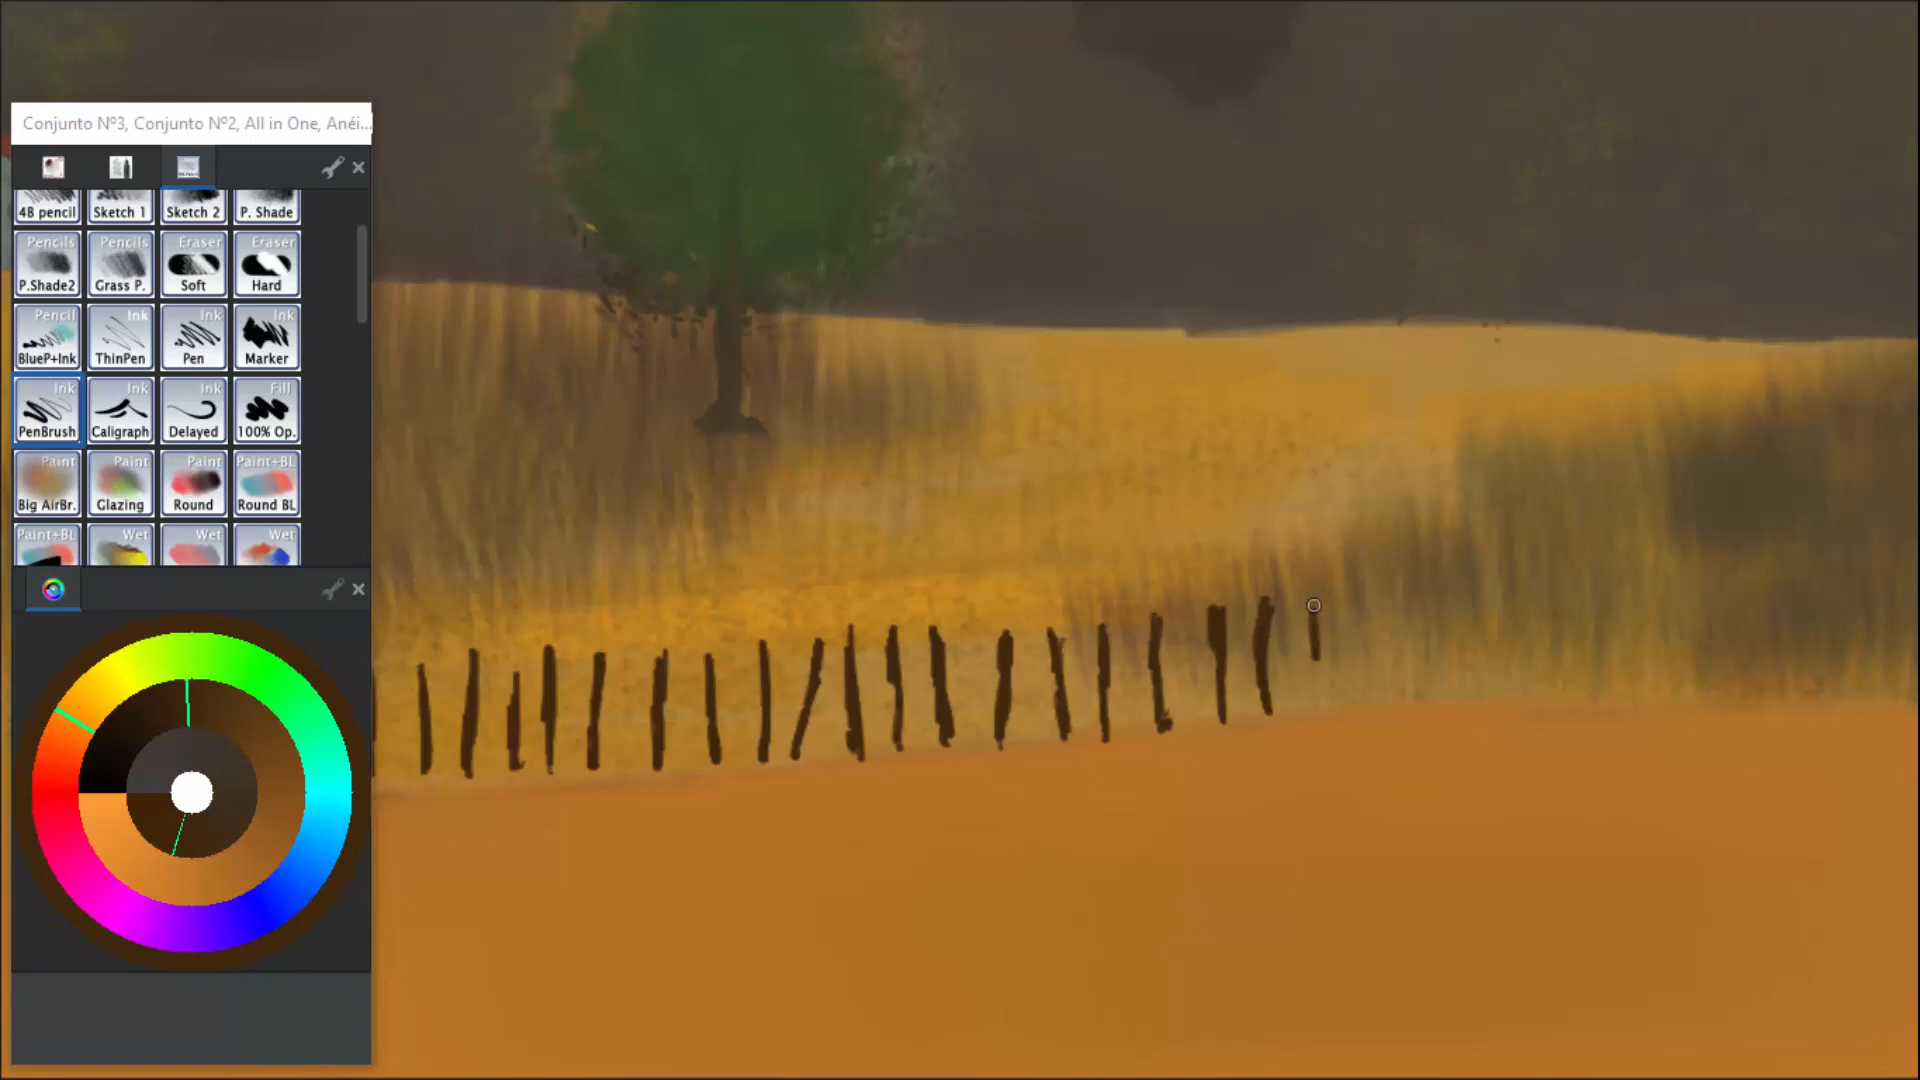 Conjunto Nº3, Conjunto Nº2, All in One, Anéi...
4B pencil Sketch 1 Sketch 2 P. Shade
Pencils Pencils Eraser Eraser
P.Shade2 Grass P. Soft Hard
Pencil Ink Ink Ink
BlueP+Ink ThinPen Pen Marker
Ink Ink Ink Fill
PenBrush Caligraph Delayed 100% Op.
Paint Paint Paint Paint+BL
Big AirBr. Glazing Round Round BL
Paint+BL Wet Wet Wet